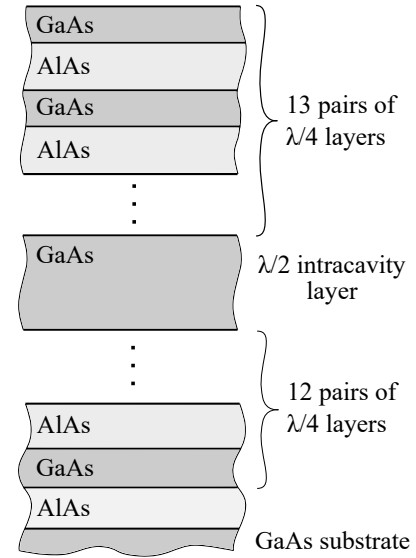 GaAs
AlAs
GaAs
AlAs
13 pairs of
λ/4 layers
GaAs
λ/2 intracavity
layer
12 pairs of
λ/4 layers
AlAs
GaAs
AlAs
GaAs substrate